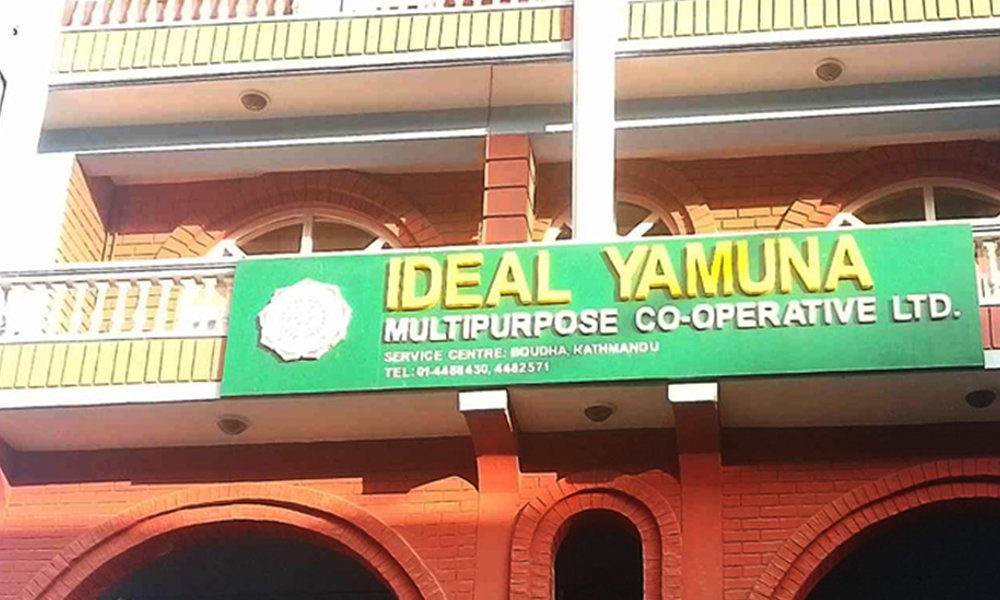 IDEAL YAMUNA
MULTIPURPOSE CO-OPERATIVE LTD.
SERVICE CENTRE: BOUDHA, KATHMANDU
TEL: 01-4488430, 4482571